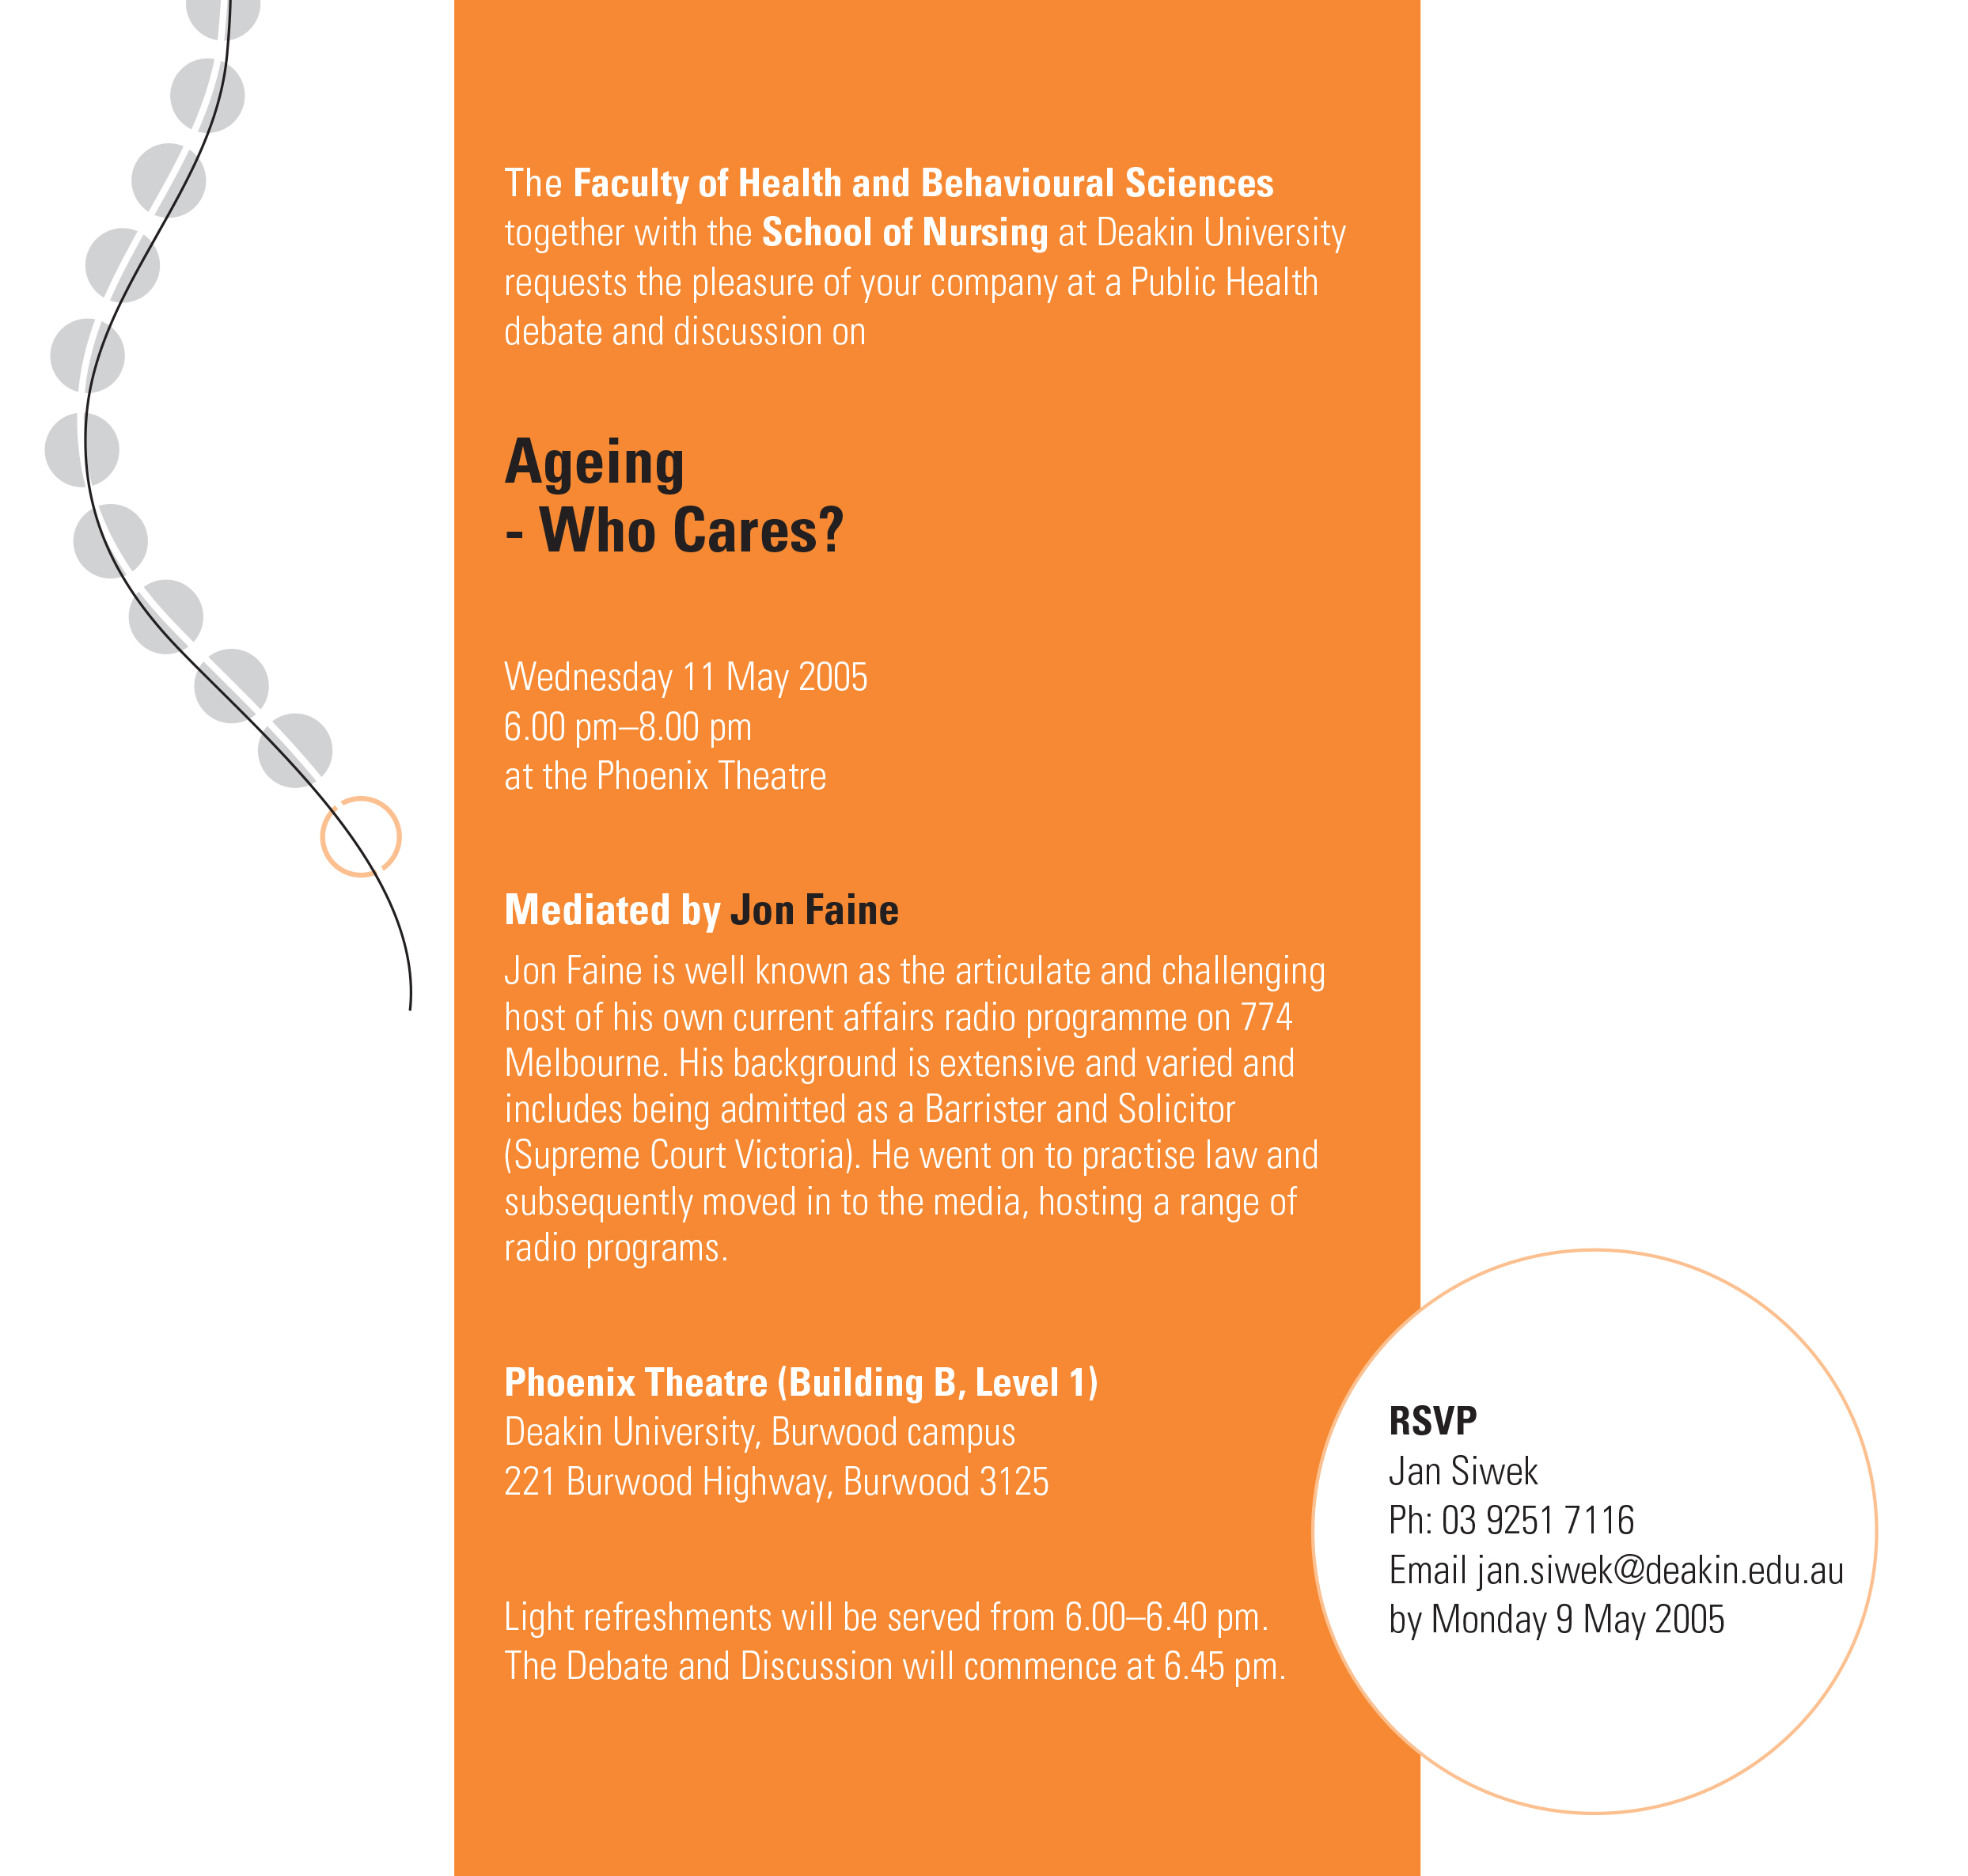 The Faculty of Health and Behavioural Sciences
together with the School of Nursing at Deakin University
requests the pleasure of your company at a Public Health
debate and discussion on
Ageing
- Who Cares?
Wednesday 11 May 2005
6.00 pm–8.00 pm
at the Phoenix Theatre
Mediated by Jon Faine
Jon Faine is well known as the articulate and challenging
host of his own current affairs radio programme on 774
Melbourne. His background is extensive and varied and
includes being admitted as a Barrister and Solicitor
(Supreme Court Victoria). He went on to practise law and
subsequently moved in to the media, hosting a range of
radio programs.
Phoenix Theatre (Building B, Level 1)
Deakin University, Burwood campus
221 Burwood Highway, Burwood 3125
Light refreshments will be served from 6.00–6.40 pm.
The Debate and Discussion will commence at 6.45 pm.
RSVP
Jan Siwek
Ph: 03 9251 7116
Email jan.siwek@deakin.edu.au
by Monday 9 May 2005